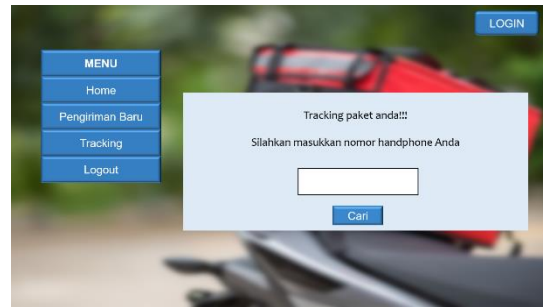 LOGIN
MENU
Home
Pengiriman Baru
Tracking
Logout
Tracking paket anda!!!
Silahkan masukkan nomor handphone Anda
Cari